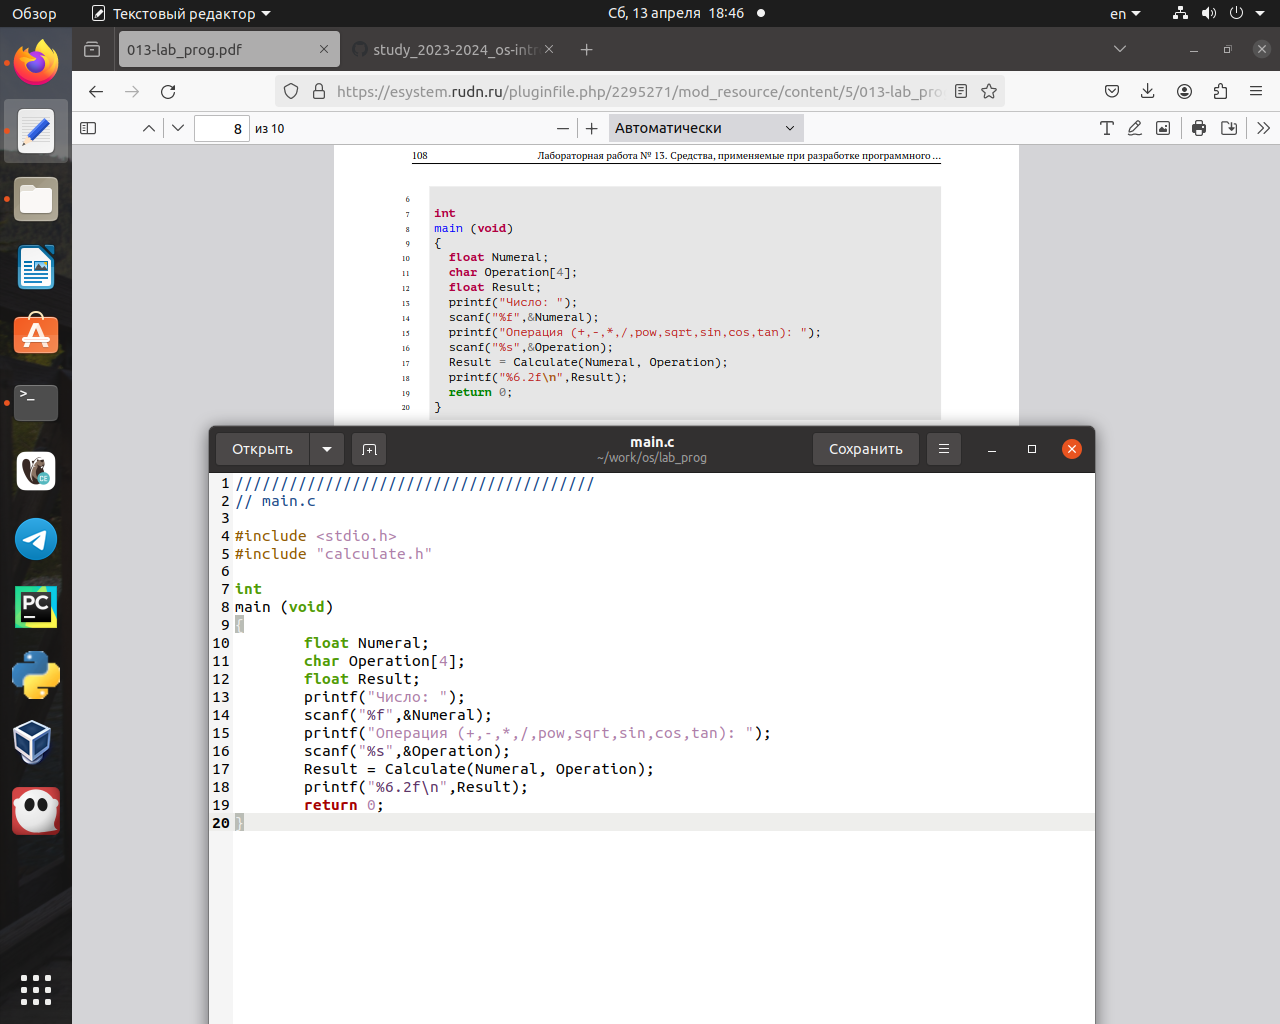 Обзор
Текстовый редактор
Сб, 13 апреля 18:46
en
013-lab_prog.pdf
study_2023-2024_os-intr
https://esystem.rudn.ru/pluginfile.php/2295271/mod_resource/content/5/013-lab_pro
8
из 10
Автоматически
108
Лабораторная работа № 13. Средства, применяемые при разработке программного ...
6
7 int
8 main (void)
9 {
10 float Numeral;
11 char Operation[4];
12 float Result;
13 printf("Число: ");
14 scanf("%f",&Numeral);
15 printf("Операция (+,-,*,/,pow,sqrt,sin,cos,tan): ");
16 scanf("%s",&Operation);
17 Result = Calculate(Numeral, Operation);
18 printf("%6.2f\n",Result);
19 return 0;
20 }
Открыть
main.c
~/work/os/lab_prog
Сохранить
1 ////////////////////////////////////////
2 // main.c
3
4 #include <stdio.h>
5 #include "calculate.h"
6
7 int
8 main (void)
9 {
10 float Numeral;
11 char Operation[4];
12 float Result;
13 printf("Число: ");
14 scanf("%f",&Numeral);
15 printf("Операция (+,-,*,/,pow,sqrt,sin,cos,tan): ");
16 scanf("%s",&Operation);
17 Result = Calculate(Numeral, Operation);
18 printf("%6.2f\n",Result);
19 return 0;
20 }
>_
CE
PC